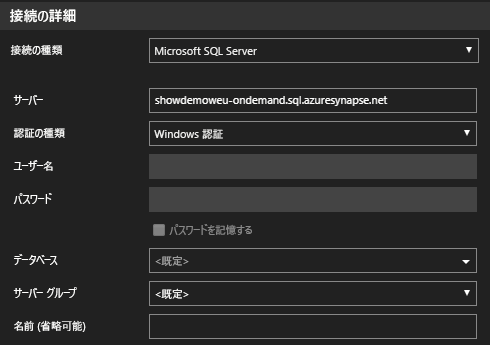 接続の詳細
接続の種類 Microsoft SQL Server
サーバー showdemoweu-ondemand.sql.azuresynapse.net
認証の種類 Windows 認証
ユーザー名
パスワード
パスワードを記憶する
データベース <既定>
サーバー グループ <既定>
名前 (省略可能)